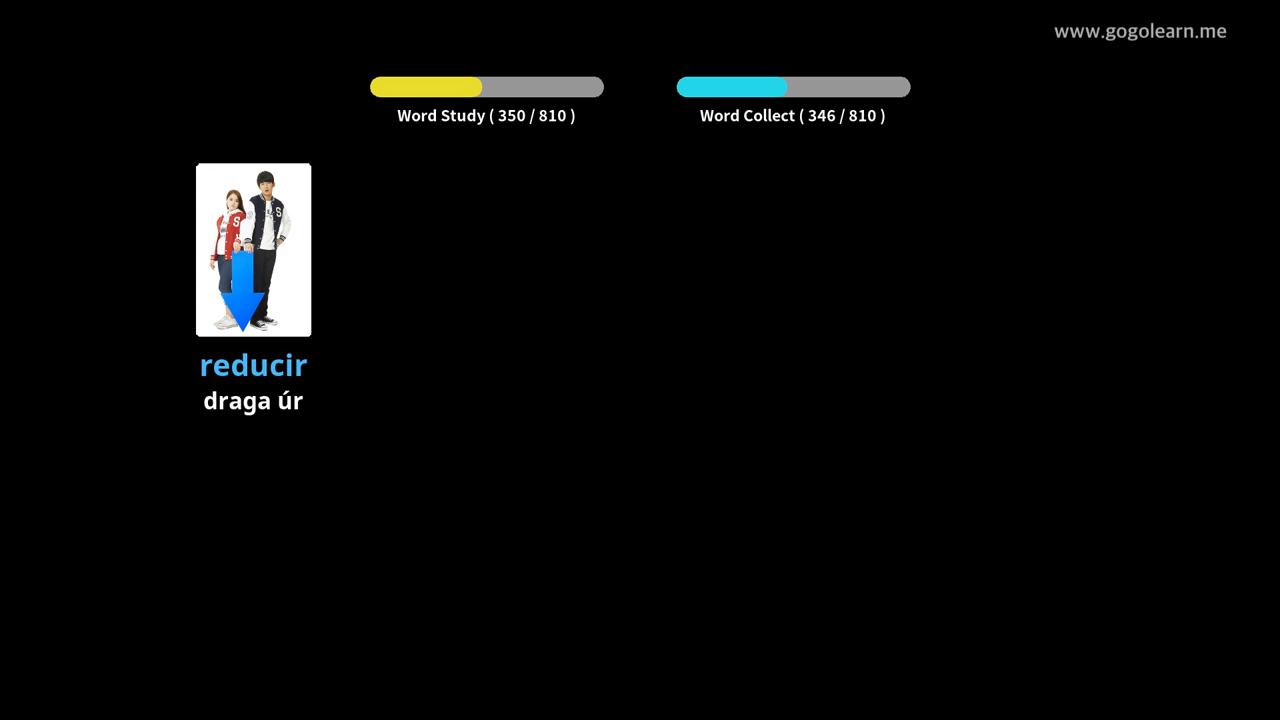 www.gogolearn.me
Word Study ( 350 / 810 )
Word Collect ( 346 / 810 )
S
S
reducir
draga úr